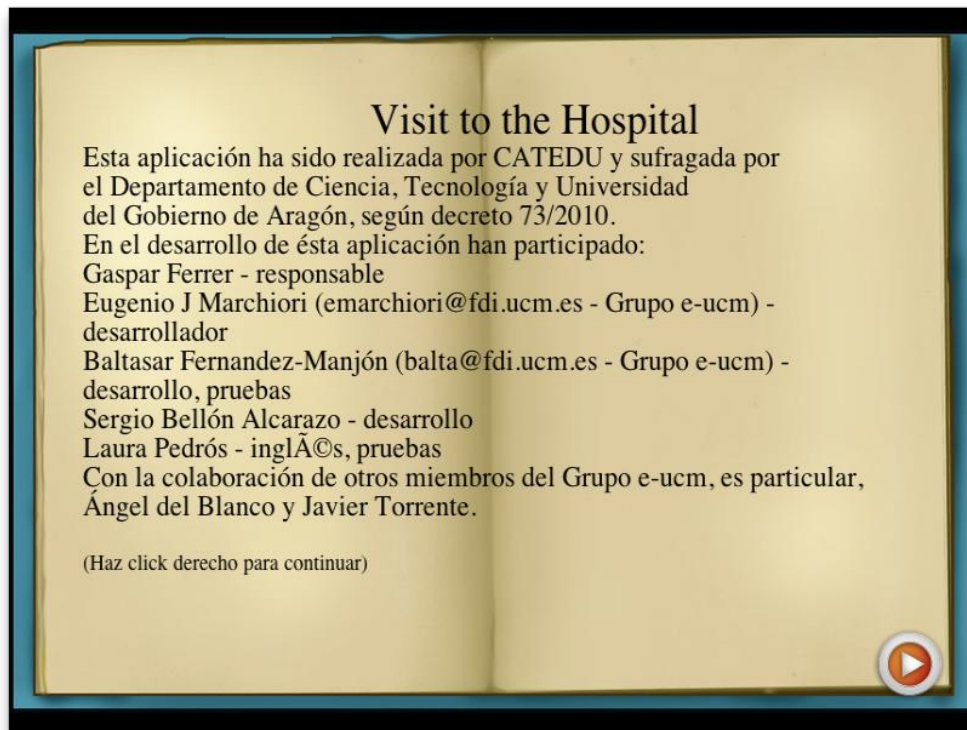 Visit to the Hospital
Esta aplicación ha sido realizada por CATEDU y sufragada por
el Departamento de Ciencia, Tecnología y Universidad
del Gobierno de Aragón, según decreto 73/2010.
En el desarrollo de ésta aplicación han participado:
Gaspar Ferrer - responsable
Eugenio J Marchiori (emarchiori@fdi.ucm.es - Grupo e-ucm) -
desarrollador
Baltasar Fernandez-Manjón (balta@fdi.ucm.es - Grupo e-ucm) -
desarrollo, pruebas
Sergio Bellón Alcarazo - desarrollo
Laura Pedrós - inglÃ©s, pruebas
Con la colaboración de otros miembros del Grupo e-ucm, es particular,
Ángel del Blanco y Javier Torrente.
(Haz click derecho para continuar)